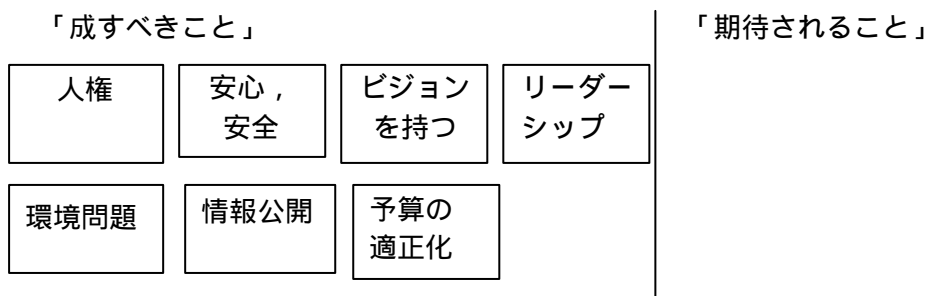 「成すべきこと」
「期待されること」
人権
安心，
安全
ビジョン
を持つ
リーダー
シップ
環境問題
情報公開
予算の
適正化